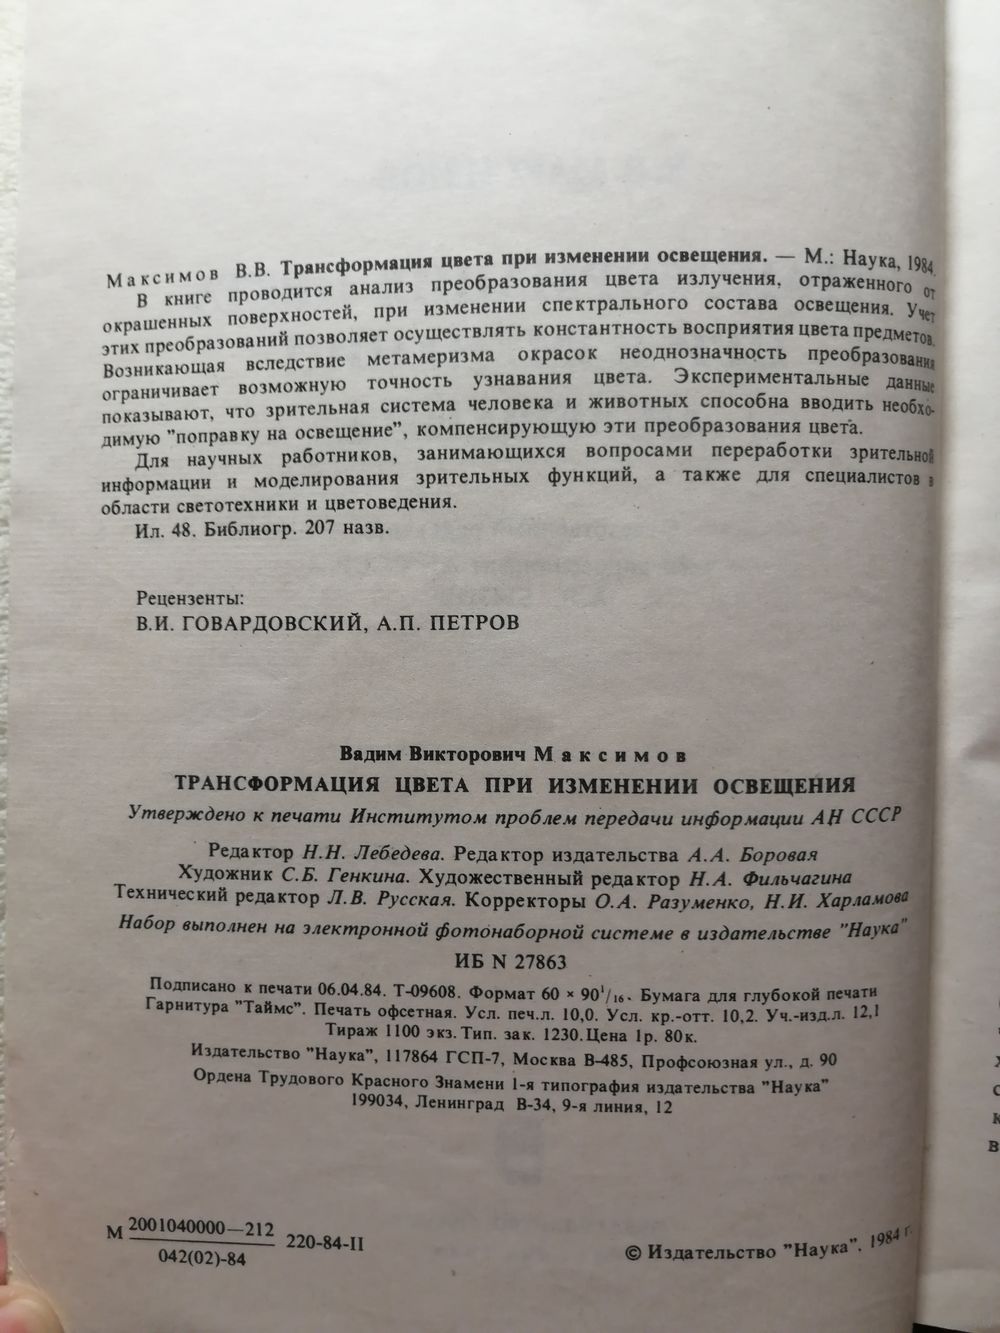 Максимов В.В. Трансформация цвета при изменении освещения. — М.: Наука, 1984.
В книге проводится анализ преобразования цвета излучения, отраженного от
окрашенных поверхностей, при изменении спектрального состава освещения. Учет
этих преобразований позволяет осуществлять константность восприятия цвета предметов.
Возникающая вследствие метамеризма окрасок неоднозначность преобразования
ограничивает возможную точность узнавания цвета. Экспериментальные данные
показывают, что зрительная система человека и животных способна вводить необхо-
димую "поправку на освещение", компенсирующую эти преобразования цвета.
Для научных работников, занимающихся вопросами переработки зрительной
информации и моделирования зрительных функций, а также для специалистов в
области светотехники и цветоведения.
Ил. 48. Библиогр. 207 назв.
Рецензенты:
В.И. ГОВАРДОВСКИЙ, А.П. ПЕТРОВ
Вадим Викторович Максимов
ТРАНСФОРМАЦИЯ ЦВЕТА ПРИ ИЗМЕНЕНИИ ОСВЕЩЕНИЯ
Утверждено к печати Институтом проблем передачи информации АН СССР
Редактор Н.Н. Лебедева. Редактор издательства А.А. Боровая
Художник С.Б. Генкина. Художественный редактор Н.А. Фильчагина
Технический редактор Л.В. Русская. Корректоры О.А. Разуменко, Н.И. Харламова
Набор выполнен на электронной фотонаборной системе в издательстве "Наука"
ИБ N 27863
Подписано к печати 06.04.84. Т-09608. Формат 60 × 90 1/16. Бумага для глубокой печати
Гарнитура "Таймс". Печать офсетная. Усл. печ.л. 10,0. Усл. кр.-отт. 10,2. Уч.-изд.л. 12,1
Тираж 1100 экз. Тип. зак. 1230. Цена 1р. 80к.
Издательство "Наука", 117864 ГСП-7, Москва В-485, Профсоюзная ул., д. 90
Ордена Трудового Красного Знамени 1-я типография издательства "Наука"
199034, Ленинград В-34, 9-я линия, 12
М 2001040000—212 220-84-II
042(02)-84
© Издательство "Наука". 1984 г.